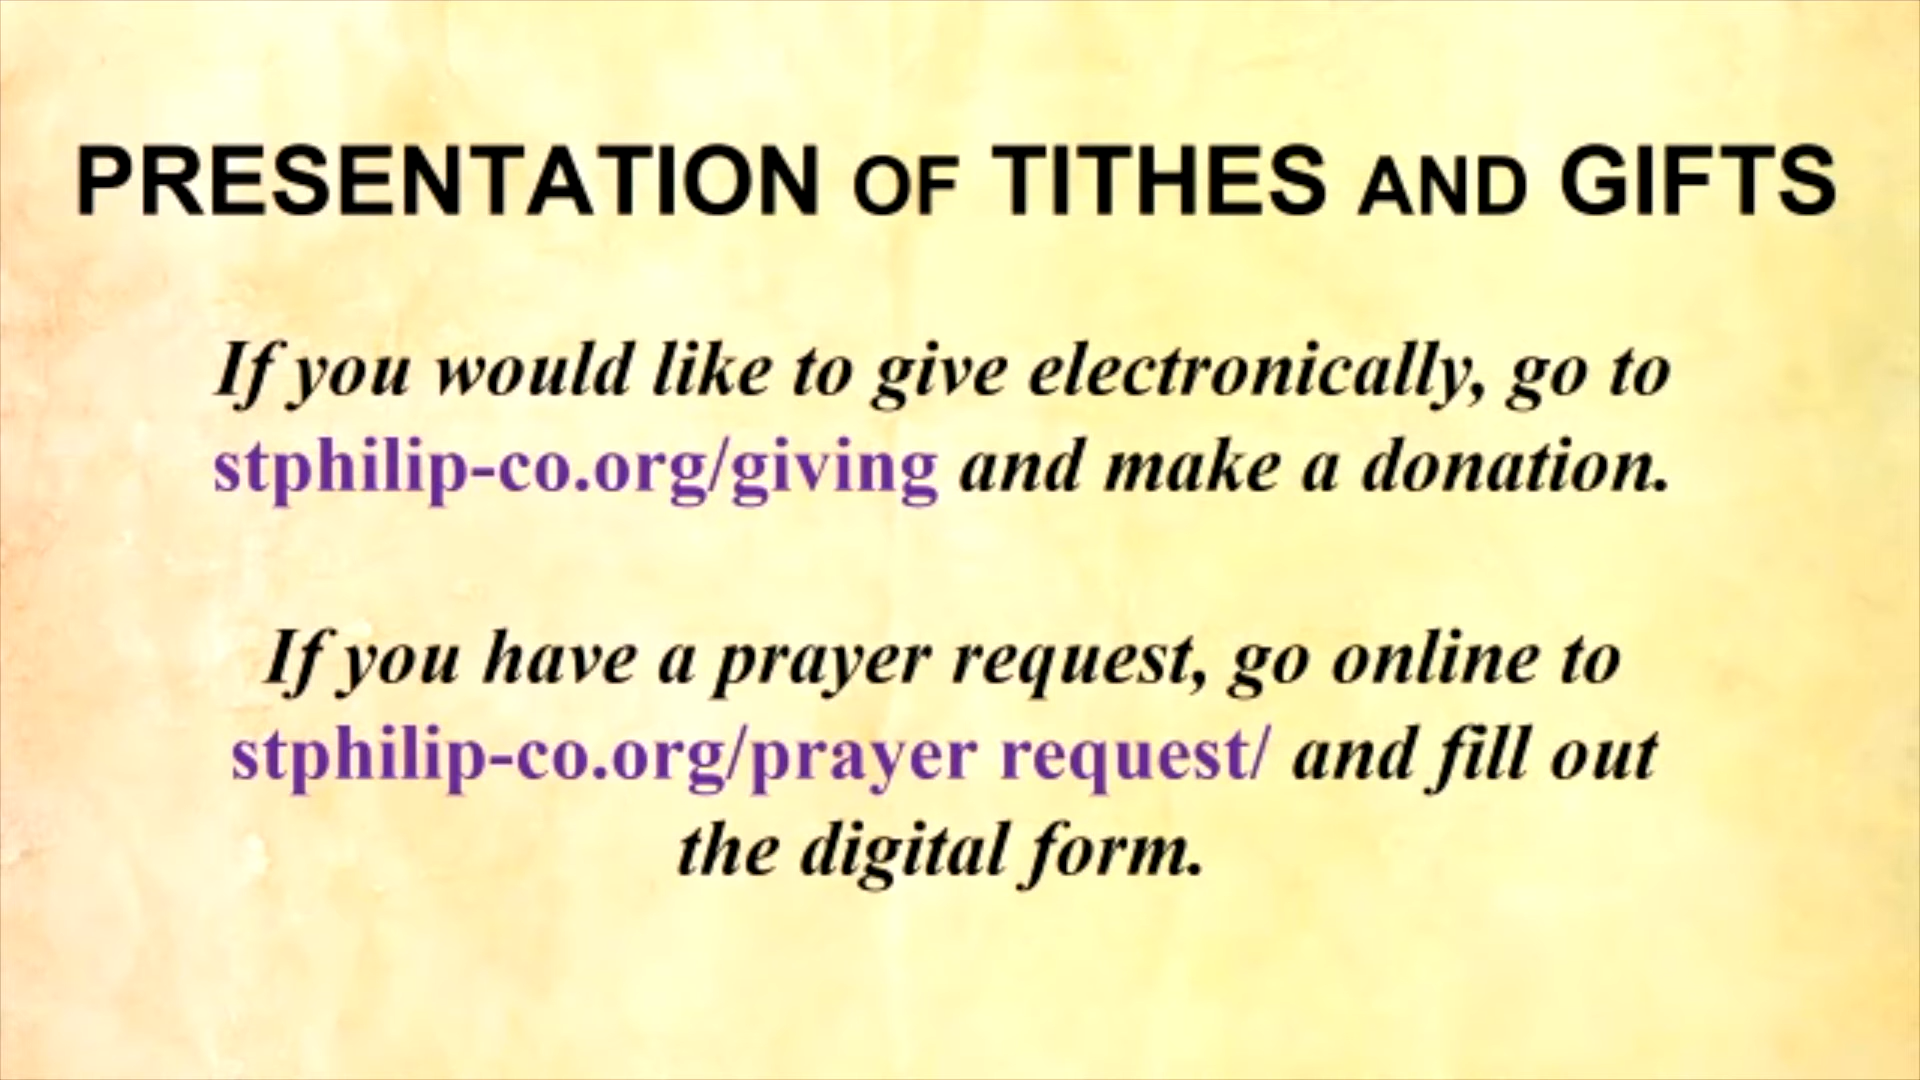 PRESENTATION OF TITHES AND GIFTS
If you would like to give electronically, go to
stphilip-co.org/giving and make a donation.
If you have a prayer request, go online to
stphilip-co.org/prayer request/ and fill out
the digital form.